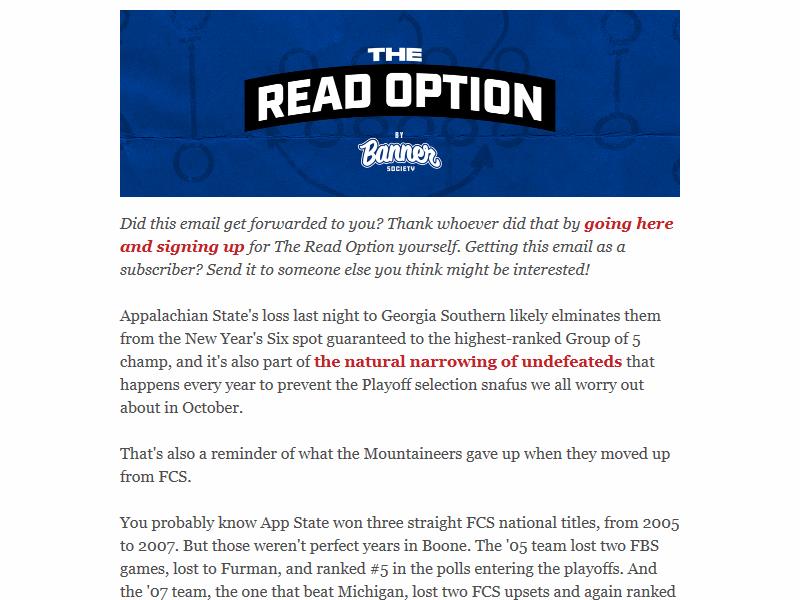 THE
READ OPTION
BY
Banner
SOCIETY
Did this email get forwarded to you? Thank whoever did that by going here
and signing up for The Read Option yourself. Getting this email as a
subscriber? Send it to someone else you think might be interested!
Appalachian State's loss last night to Georgia Southern likely elminates them
from the New Year's Six spot guaranteed to the highest-ranked Group of 5
champ, and it's also part of the natural narrowing of undefeateds that
happens every year to prevent the Playoff selection snafus we all worry out
about in October.
That's also a reminder of what the Mountaineers gave up when they moved up
from FCS.
You probably know App State won three straight FCS national titles, from 2005
to 2007. But those weren't perfect years in Boone. The '05 team lost two FBS
games, lost to Furman, and ranked #5 in the polls entering the playoffs. And
the '07 team, the one that beat Michigan, lost two FCS upsets and again ranked